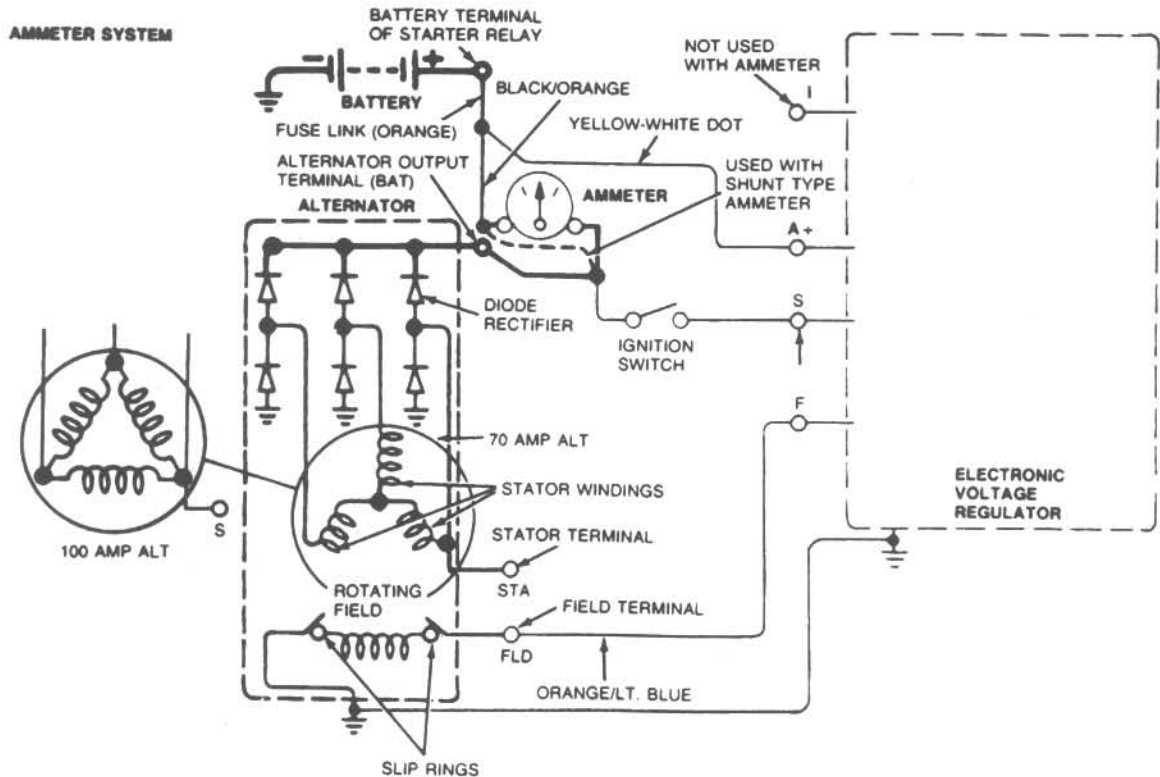 AMMETER SYSTEM
BATTERY TERMINAL
OF STARTER RELAY
NOT USED
WITH AMMETER
I
-
+
BATTERY
BLACK/ORANGE
FUSE LINK (ORANGE)
YELLOW-WHITE DOT
ALTERNATOR OUTPUT
TERMINAL (BAT)
ALTERNATOR
AMMETER
USED WITH
SHUNT TYPE
AMMETER
A +
DIODE
RECTIFIER
S
IGNITION
SWITCH
F
70 AMP ALT
STATOR WINDINGS
ELECTRONIC
VOLTAGE
REGULATOR
S
100 AMP ALT
STATOR TERMINAL
STA
ROTATING
FIELD
FIELD TERMINAL
FLD
ORANGE/LT. BLUE
SLIP RINGS